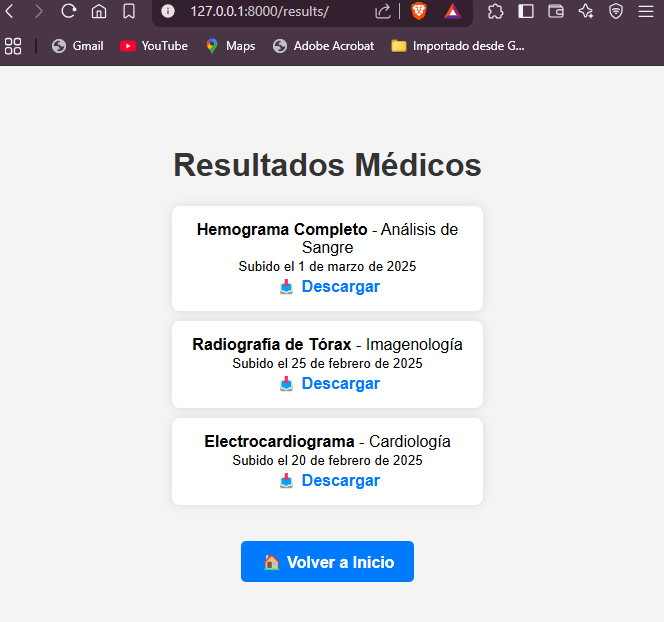 127.0.0.1:8000/results/
Gmail
YouTube
Maps
Adobe Acrobat
Importado desde G...
Resultados Médicos
Hemograma Completo - Análisis de
Sangre
Subido el 1 de marzo de 2025
Descargar
Radiografía de Tórax - Imagenología
Subido el 25 de febrero de 2025
Descargar
Electrocardiograma - Cardiología
Subido el 20 de febrero de 2025
Descargar
Volver a Inicio